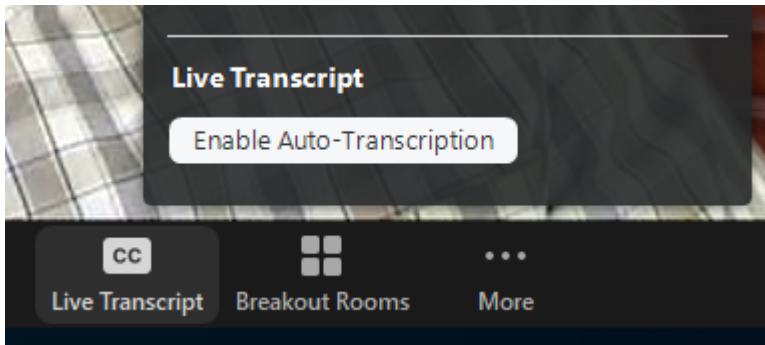 Live Transcript
Enable Auto-Transcription
CC
Live Transcript
Breakout Rooms
More